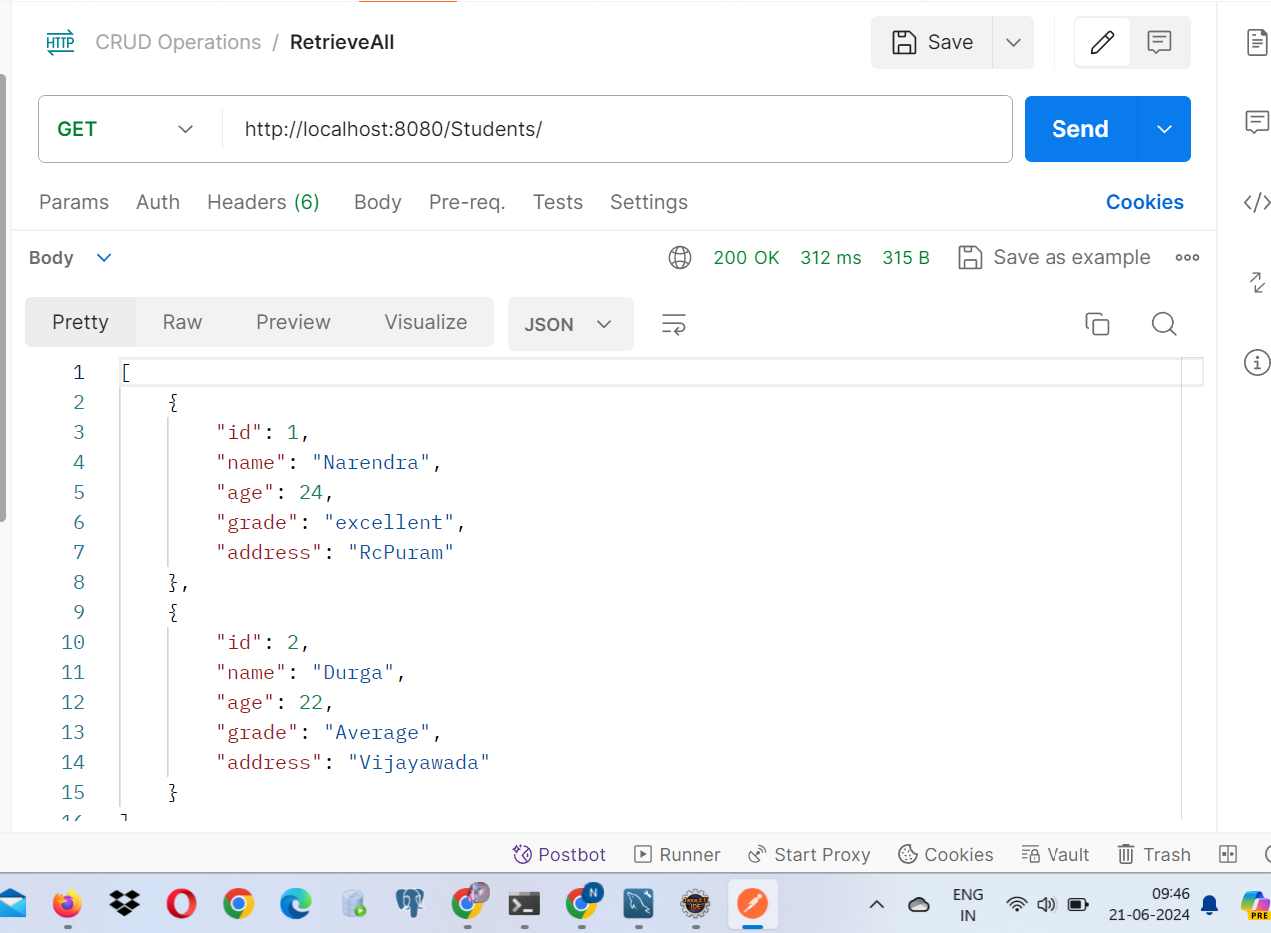 HTTP CRUD Operations / RetrieveAll Save
GET http://localhost:8080/Students/ Send
Params Auth Headers (6) Body Pre-req. Tests Settings Cookies
Body 200 OK 312 ms 315 B Save as example
Pretty Raw Preview Visualize JSON
1 [
2 {
3 "id": 1,
4 "name": "Narendra",
5 "age": 24,
6 "grade": "excellent",
7 "address": "RcPuram"
8 },
9 {
10 "id": 2,
11 "name": "Durga",
12 "age": 22,
13 "grade": "Average",
14 "address": "Vijayawada"
15 }
16 ]
Postbot Runner Start Proxy Cookies Vault Trash
N
ENG 09:46
IN 21-06-2024
PRE